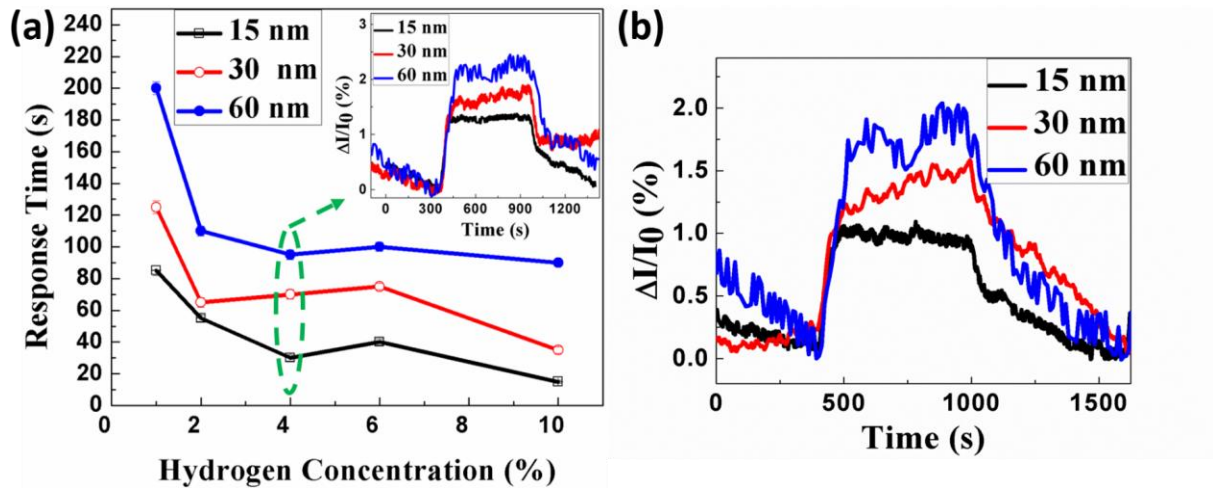 (a)
Response Time (s)
240
220
200
180
160
140
120
100
80
60
40
20
0
0 2 4 6 8 10
Hydrogen Concentration (%)
15 nm
30 nm
60 nm
ΔI/I0 (%)
3
2
1
0
0 300 600 900 1200
Time (s)
15 nm
30 nm
60 nm
(b)
ΔI/I0 (%)
2.0
1.5
1.0
0.5
0.0
0 500 1000 1500
Time (s)
15 nm
30 nm
60 nm